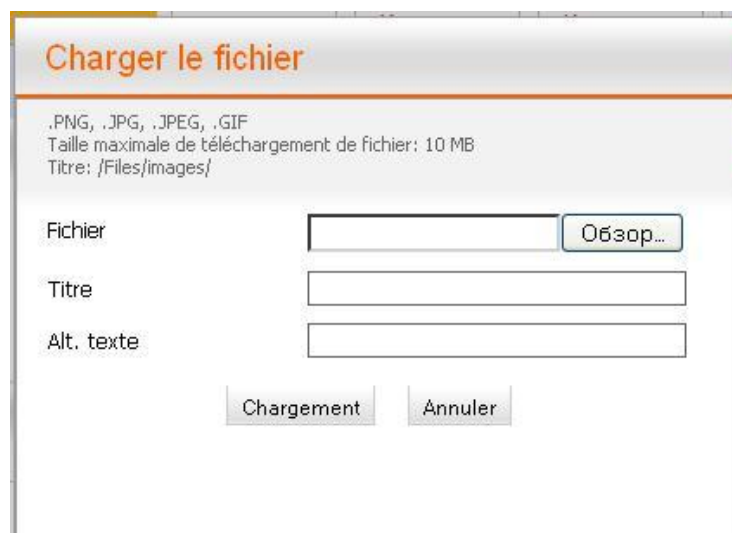 Charger le fichier
.PNG, .JPG, .JPEG, .GIF
Taille maximale de téléchargement de fichier: 10 MB
Titre: /Files/images/
Fichier Обзор...
Titre
Alt. texte
Chargement Annuler